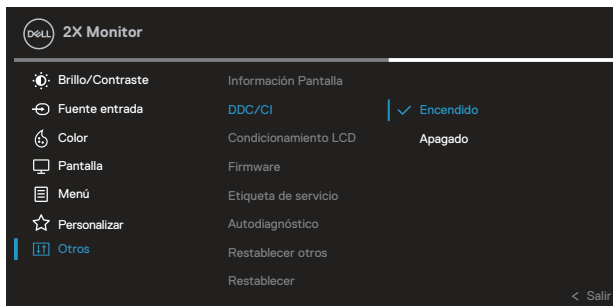 DELL 2X Monitor
Brillo/Contraste Información Pantalla
Fuente entrada DDC/CI Encendido
Color Condicionamiento LCD Apagado
Pantalla Firmware
Menú Etiqueta de servicio
Personalizar Autodiagnóstico
Otros Restablecer otros
Restablecer
< Salir